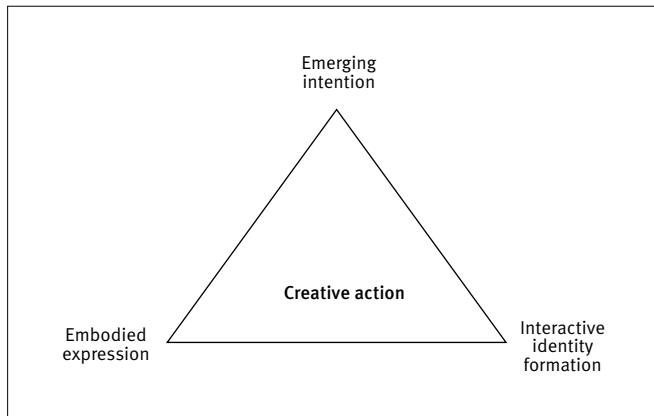 Emerging
intention
Creative action
Embodied
expression
Interactive
identity
formation